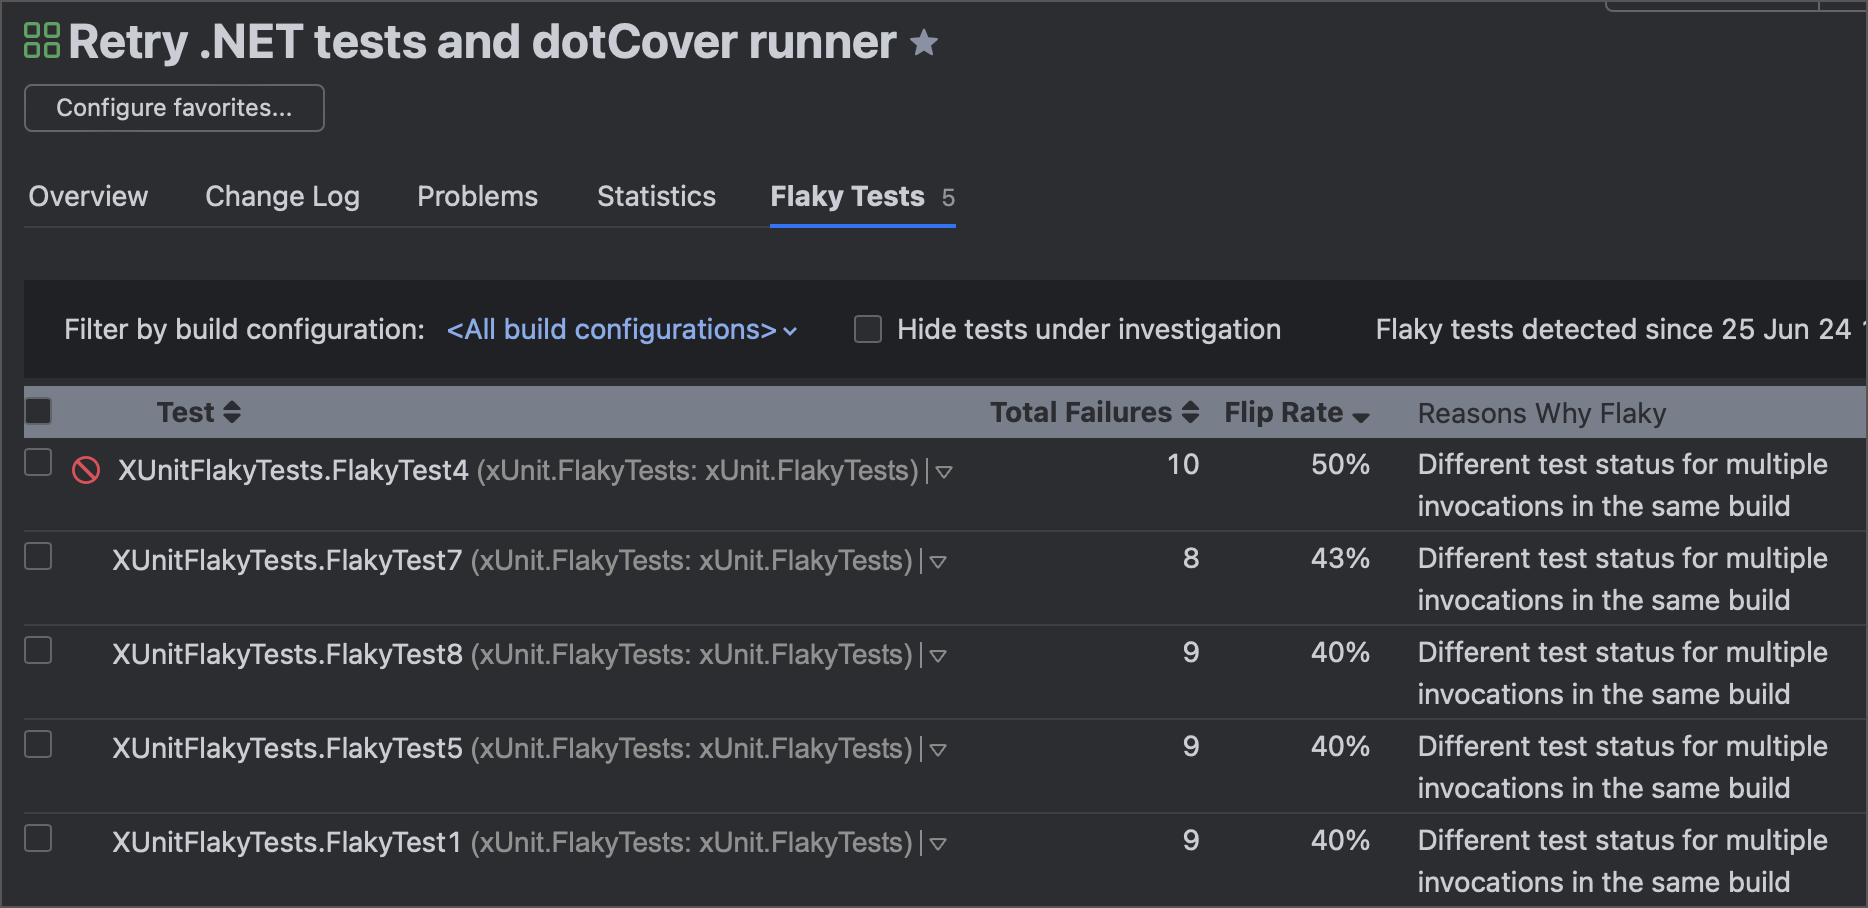 Retry .NET tests and dotCover runner
Configure favorites...
Overview Change Log Problems Statistics Flaky Tests 5
Filter by build configuration: <All build configurations> Hide tests under investigation Flaky tests detected since 25 Jun 24
Test Total Failures Flip Rate Reasons Why Flaky
XUnitFlakyTests.FlakyTest4 (xUnit.FlakyTests: xUnit.FlakyTests) 10 50% Different test status for multiple
invocations in the same build
XUnitFlakyTests.FlakyTest7 (xUnit.FlakyTests: xUnit.FlakyTests) 8 43% Different test status for multiple
invocations in the same build
XUnitFlakyTests.FlakyTest8 (xUnit.FlakyTests: xUnit.FlakyTests) 9 40% Different test status for multiple
invocations in the same build
XUnitFlakyTests.FlakyTest5 (xUnit.FlakyTests: xUnit.FlakyTests) 9 40% Different test status for multiple
invocations in the same build
XUnitFlakyTests.FlakyTest1 (xUnit.FlakyTests: xUnit.FlakyTests) 9 40% Different test status for multiple
invocations in the same build